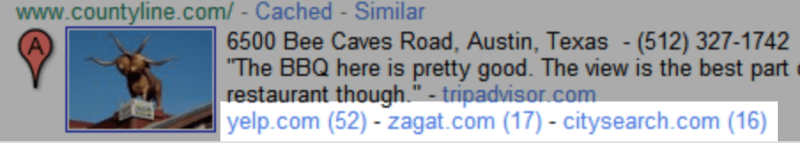 www.countyline.com/ - Cached - Similar
A
6500 Bee Caves Road, Austin, Texas - (512) 327-1742
"The BBQ here is pretty good. The view is the best part
restaurant though." - tripadvisor.com
yelp.com (52) - zagat.com (17) - citysearch.com (16)